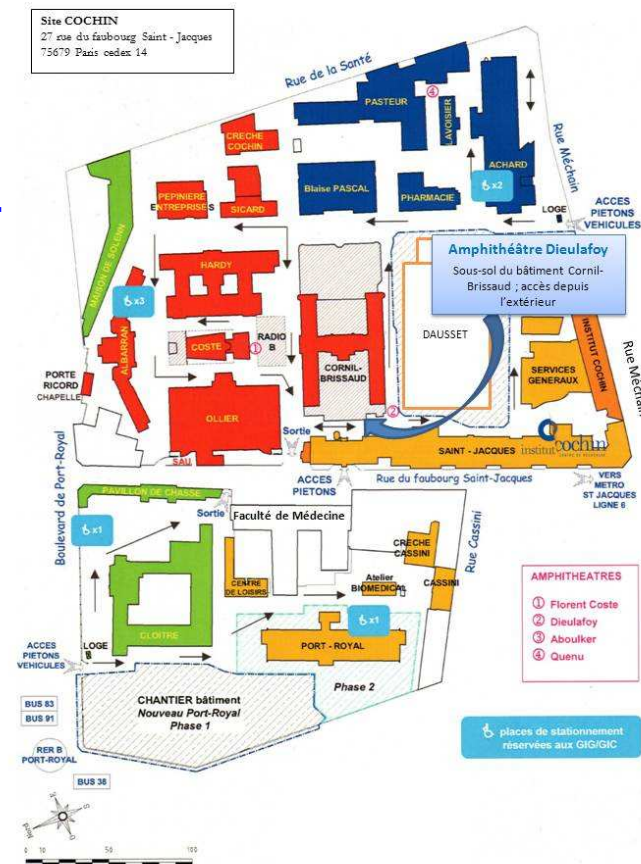 Site COCHIN
27 rue du faubourg Saint - Jacques
75679 Paris cedex 14
Rue de la Santé
PASTEUR
④
LAVOISIER
CRECHE
COCHIN
ACHARD
Rue Méchain
Blaise PASCAL
PHARMACIE
x2
PEPINIERE
ENTREPRISES
SICARD
LOGE
ACCES
PIETONS
VEHICULES
MAISON DE SOLENN
HARDY
Amphithéâtre Dieulafoy
Sous-sol du bâtiment Cornil-
Brissaud ; accès depuis
l'extérieur
x3
DAUSSET
ALBARRAN
COSTE
①
RADIO
B
CORNIL-
BRISSAUD
INSTITUT COCHIN
SERVICES
GENERAUX
Rue Méchain
PORTE
RICORD
CHAPELLE
OLLIER
②
Sortie
SAINT - JACQUES
institut cochin
SAU
ACCES
PIETONS
Rue du faubourg Saint-Jacques
VERS
METRO
ST JACQUES
LIGNE 6
Boulevard de Port-Royal
PAVILLON DE CHASSE
Sortie
Faculté de Médecine
x1
CRECHE
CASSINI
Rue Cassini
CENTRE
DE LOISIRS
Atelier
BIOMEDICAL
CASSINI
CLOITRE
x1
PORT - ROYAL
AMPHITHEATRES
① Florent Coste
② Dieulafoy
③ Aboulker
④ Quenu
ACCES
PIETONS
VEHICULES
LOGE
Phase 2
CHANTIER bâtiment
Nouveau Port-Royal
Phase 1
BUS 83
BUS 91
RER B
PORT-ROYAL
BUS 38
places de stationnement
réservées aux GIG/GIC
Nord
S
O
0 10 50 100